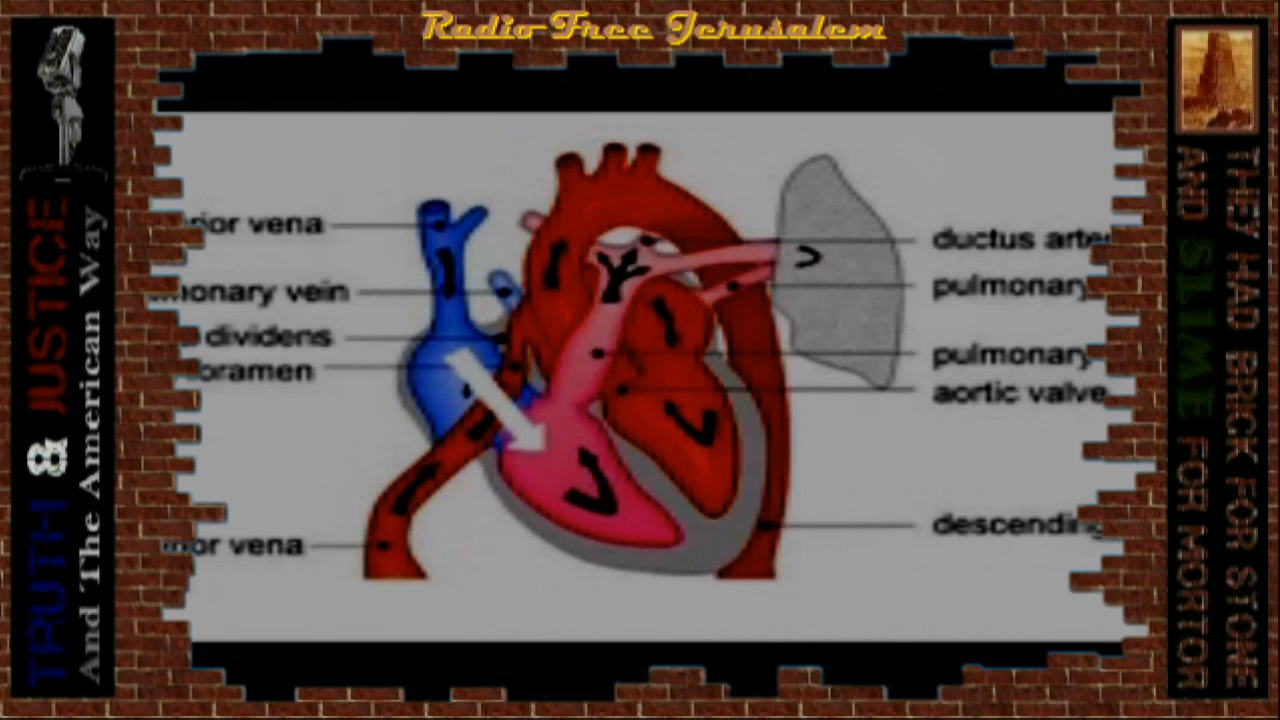 Radio Free Jerusalem
TRUTH & JUSTICE
And The American Way
rior vena
monary vein
dividens
oramen
ior vena
ductus arte
pulmonary
pulmonary
aortic valve
descending
THEY HAD BRICK FOR STONE
AND SLIME FOR MORTOR